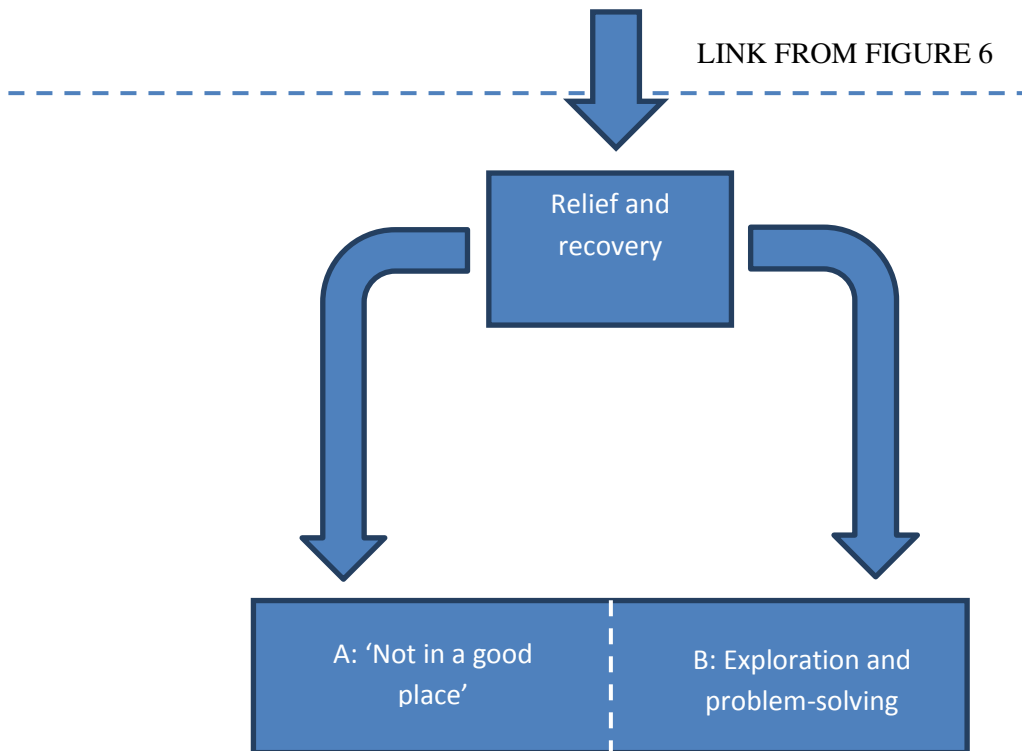 LINK FROM FIGURE 6
Relief and
recovery
A: ‘Not in a good
place’
B: Exploration and
problem-solving